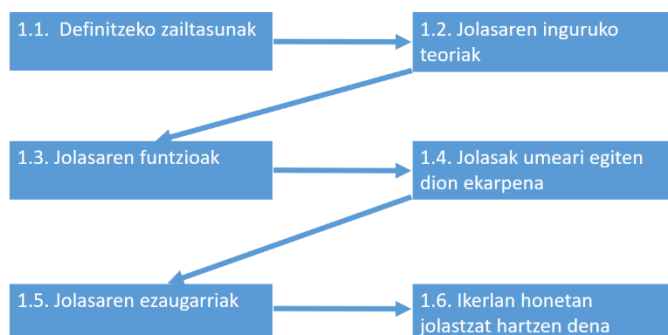 1.1. Definitzeko zailtasunak
1.2. Jolasaren inguruko
teoriak
1.3. Jolasaren funtzioak
1.4. Jolasak umeari egiten
dion ekarpena
1.5. Jolasaren ezaugarriak
1.6. Ikerlan honetan
jolastzat hartzen dena